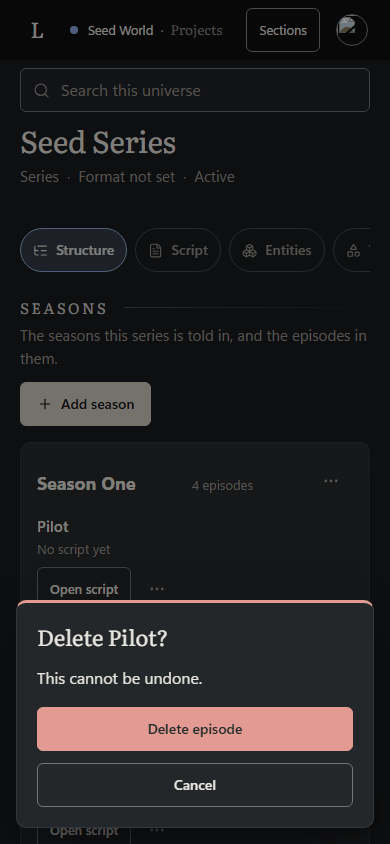 L
Seed World · Projects
Sections
Search this universe
Seed Series
Series · Format not set · Active
Structure
Script
Entities
SEASONS
The seasons this series is told in, and the episodes in
them.
+ Add season
Season One
4 episodes
...
Pilot
No script yet
Open script
...
Delete Pilot?
This cannot be undone.
Delete episode
Cancel
Open script
...